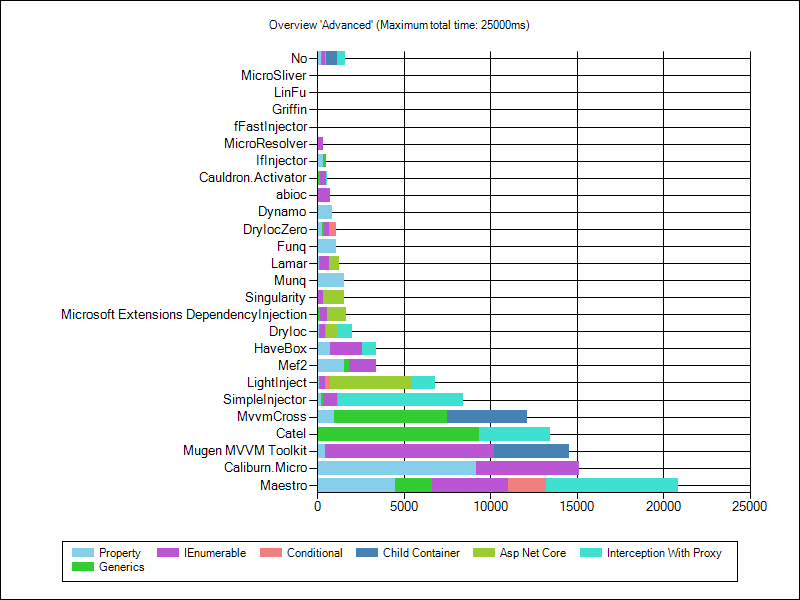 Overview 'Advanced' (Maximum total time: 25000ms)
No
MicroSliver
LinFu
Griffin
fFastInjector
MicroResolver
IfInjector
Cauldron.Activator
abioc
Dynamo
DryIocZero
Funq
Lamar
Munq
Singularity
Microsoft Extensions DependencyInjection
DryIoc
HaveBox
Mef2
LightInject
SimpleInjector
MvvmCross
Catel
Mugen MVVM Toolkit
Caliburn.Micro
Maestro
0 5000 10000 15000 20000 25000
Property IEnumerable Conditional Child Container Asp Net Core Interception With Proxy
Generics